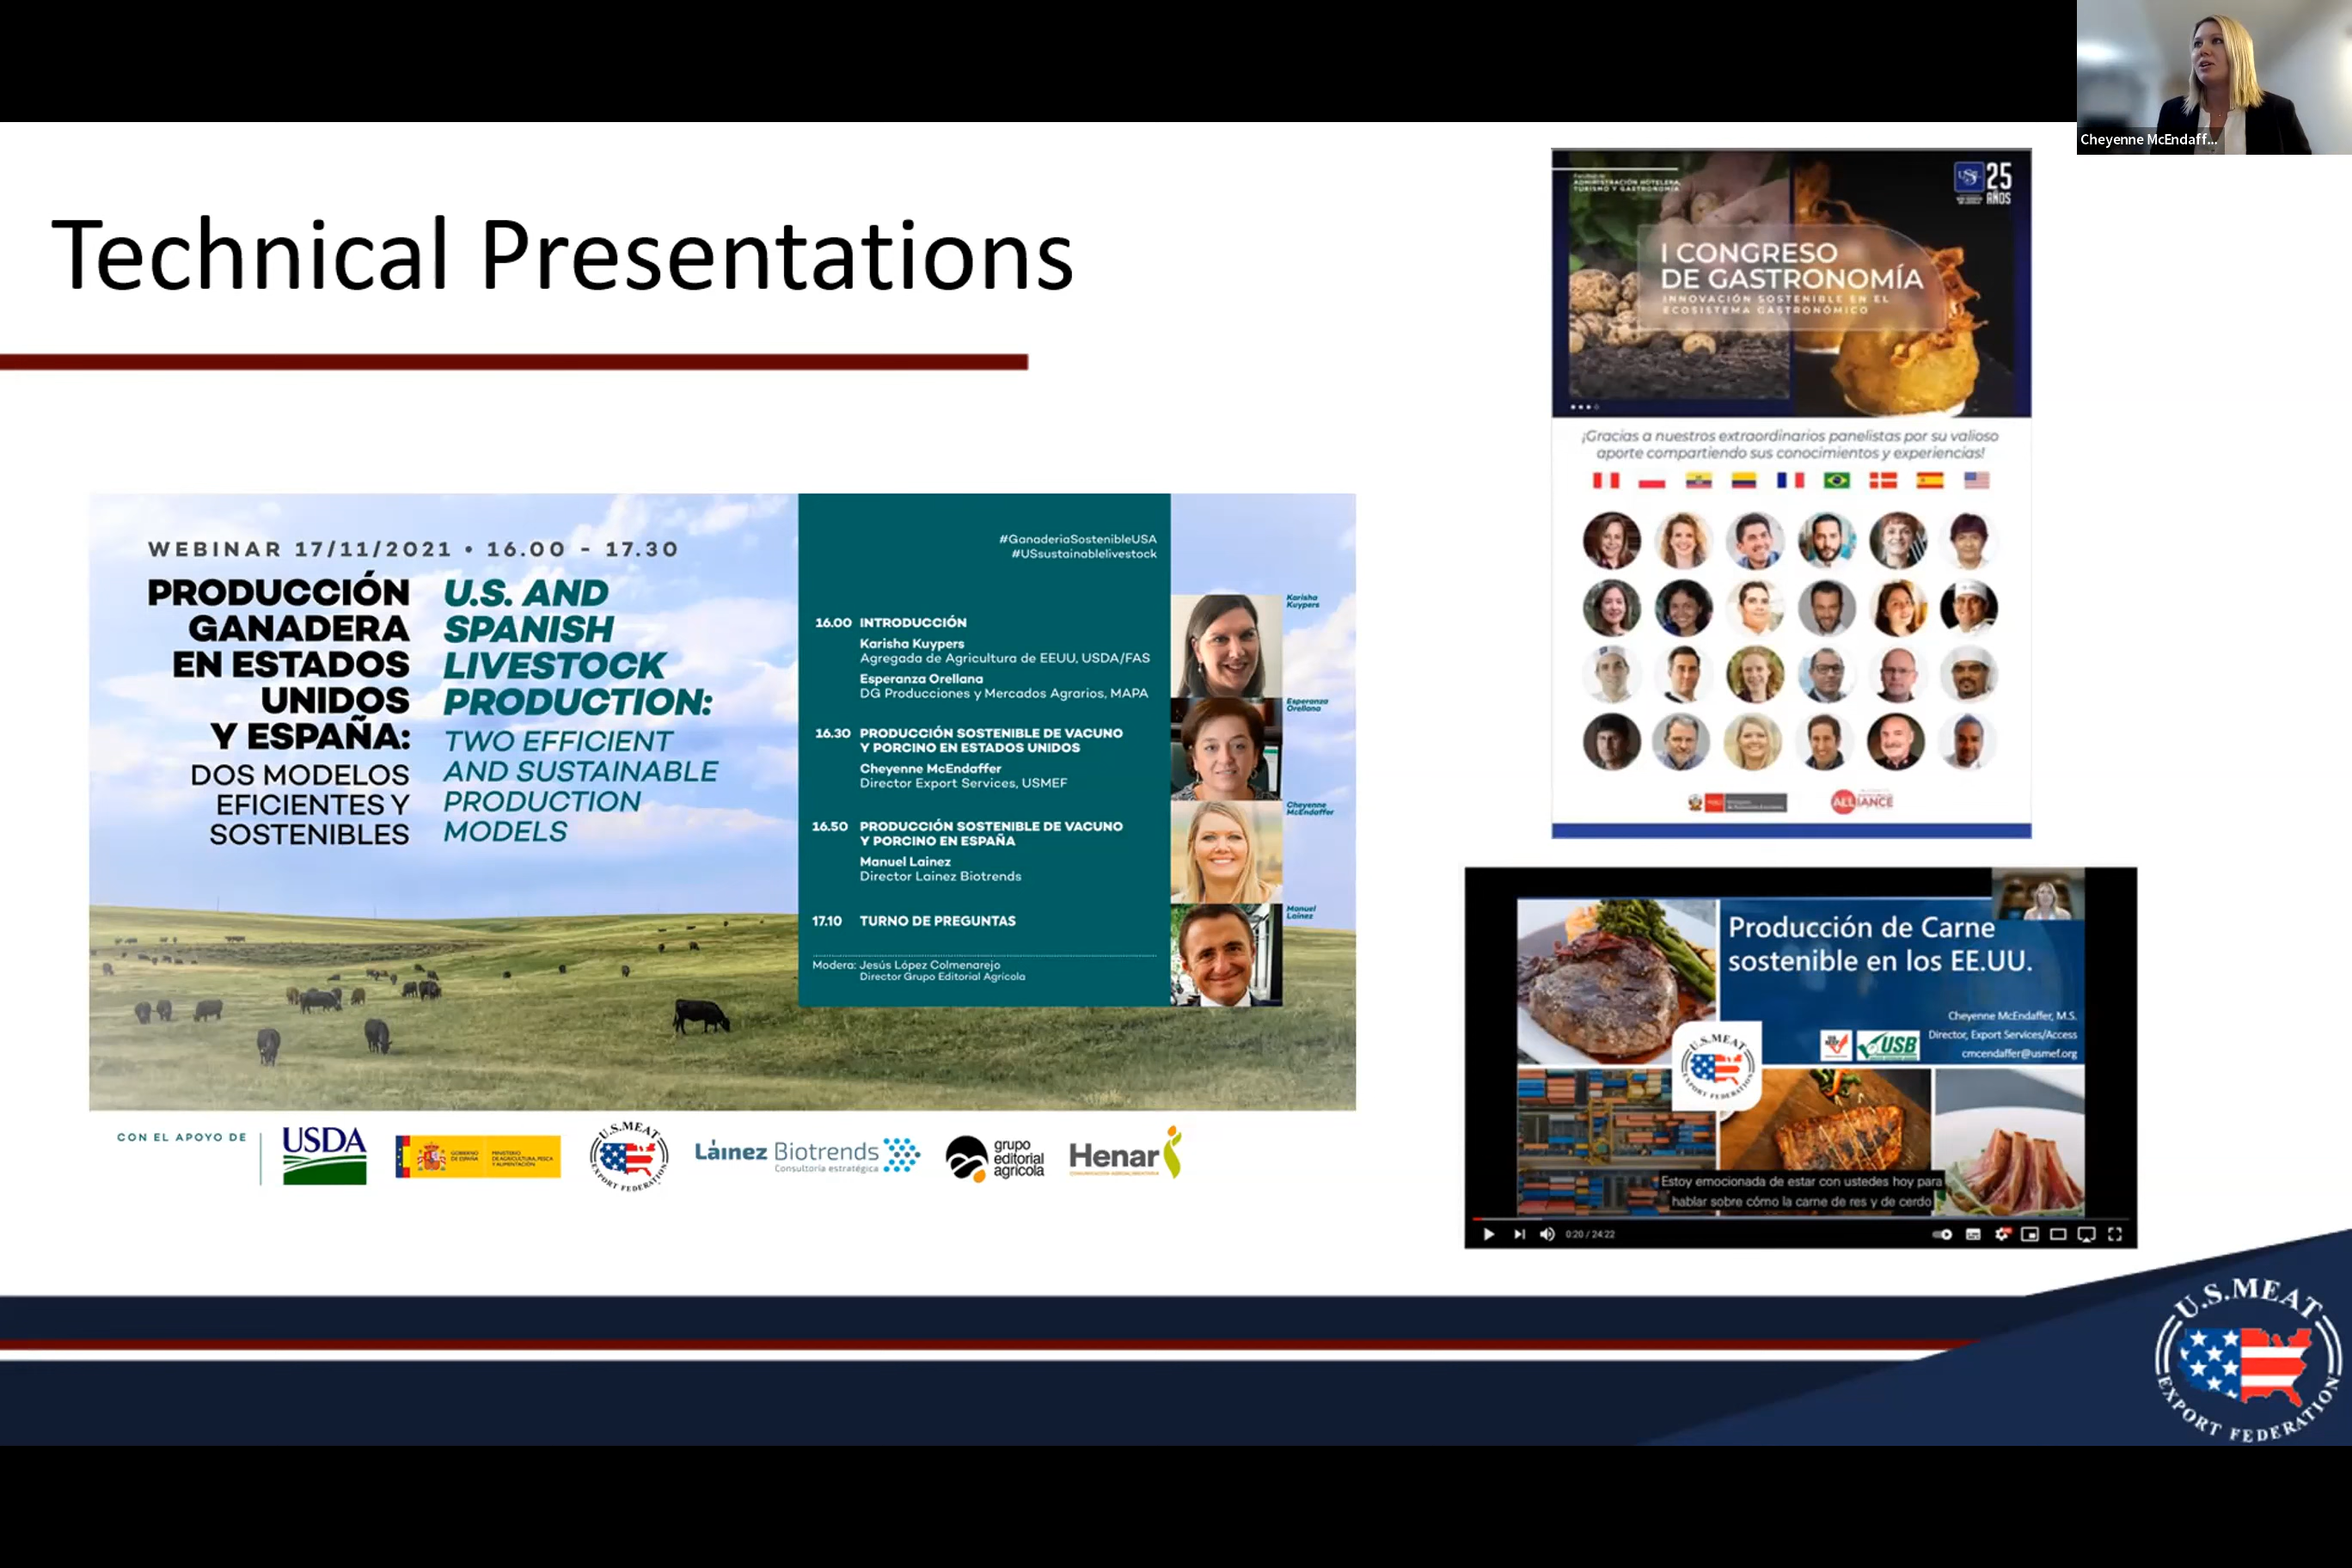 Cheyenne McEndaff...
Technical Presentations
WEBINAR 17/11/2021 • 16.00 - 17.30
PRODUCCIÓN
GANADERA
EN ESTADOS
UNIDOS
Y ESPAÑA:
DOS MODELOS
EFICIENTES Y
SOSTENIBLES
U.S. AND
SPANISH
LIVESTOCK
PRODUCTION:
TWO EFFICIENT
AND SUSTAINABLE
PRODUCTION
MODELS
#GanaderiaSostenibleUSA
#USsustainablelivestock
16.00 INTRODUCCIÓN
Karisha Kuypers
Agregada de Agricultura de EEUU, USDA/FAS
Esperanza Orellana
DG Producciones y Mercados Agrarios, MAPA
16.30 PRODUCCIÓN SOSTENIBLE DE VACUNO
Y PORCINO EN ESTADOS UNIDOS
Cheyenne McEndaffer
Director Export Services, USMEF
16.50 PRODUCCIÓN SOSTENIBLE DE VACUNO
Y PORCINO EN ESPAÑA
Manuel Lainez
Director Lainez Biotrends
17.10 TURNO DE PREGUNTAS
Modera: Jesús López Colmenarejo
Director Grupo Editorial Agrícola
Karisha
Kuypers
Esperanza
Orellana
Cheyenne
McEndaffer
Manuel
Lainez
CON EL APOYO DE
USDA
GOBIERNO
DE ESPAÑA
MINISTERIO
DE AGRICULTURA, PESCA
Y ALIMENTACIÓN
U.S. MEAT
EXPORT FEDERATION
Láinez Biotrends
Consultoría estratégica
grupo
editorial
agrícola
Henar
ADMINISTRACIÓN HOTELERA,
TURISMO Y GASTRONOMÍA
25
AÑOS
I CONGRESO
DE GASTRONOMÍA
INNOVACIÓN SOSTENIBLE EN EL
ECOSISTEMA GASTRONÓMICO
¡Gracias a nuestros extraordinarios panelistas por su valioso
aporte compartiendo sus conocimientos y experiencias!
ALLIANCE
Producción de Carne
sostenible en los EE.UU.
Cheyenne McEndaffer, M.S.
Director, Export Services/Access
cmcendaffer@usmef.org
USB
U.S. MEAT
EXPORT FEDERATION
Estoy emocionada de estar con ustedes hoy para
hablar sobre cómo la carne de res y de cerdo
0:20 / 24:22
U.S. MEAT
EXPORT FEDERATION